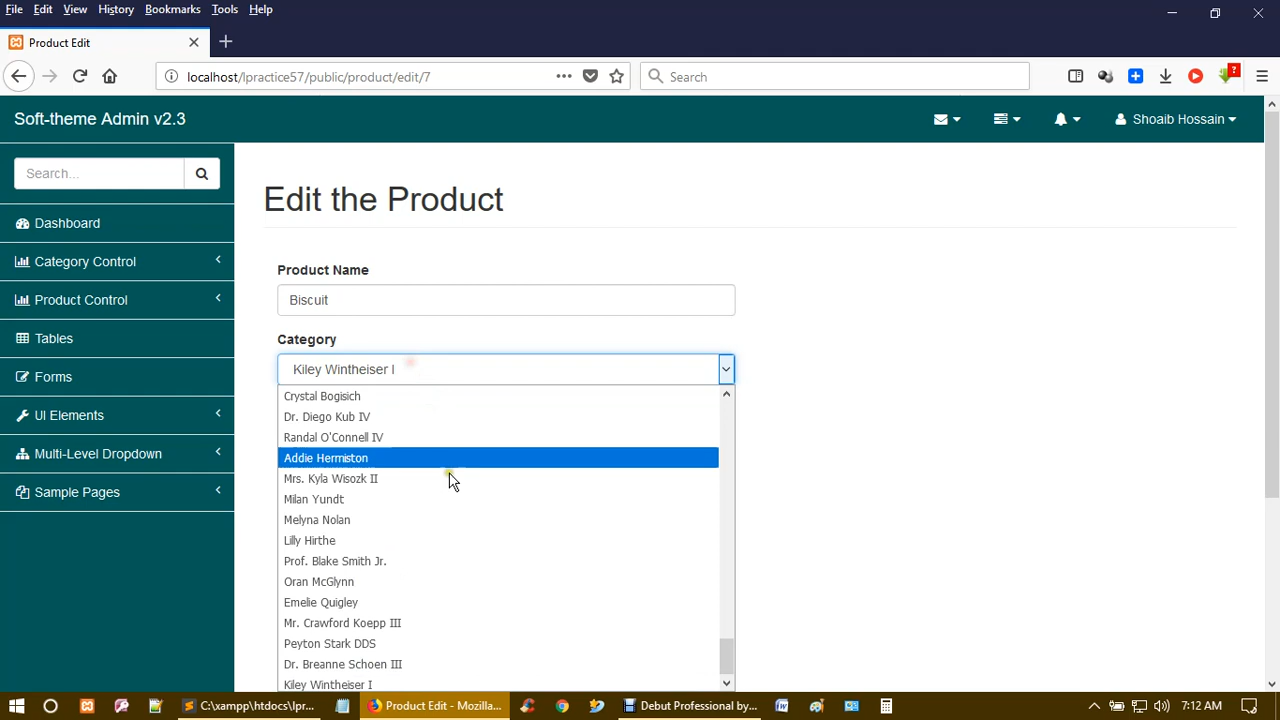 File Edit View History Bookmarks Tools Help
Product Edit
localhost/lpractice57/public/product/edit/7
Search
?
Soft-theme Admin v2.3
Shoaib Hossain
Search...
Dashboard
Category Control
Product Control
Tables
Forms
UI Elements
Multi-Level Dropdown
Sample Pages
Edit the Product
Product Name
Biscuit
Category
Kiley Wintheiser I
Crystal Bogisich
Dr. Diego Kub IV
Randal O'Connell IV
Addie Hermiston
Mrs. Kyla Wisozk II
Milan Yundt
Melyna Nolan
Lilly Hirthe
Prof. Blake Smith Jr.
Oran McGlynn
Emelie Quigley
Mr. Crawford Koepp III
Peyton Stark DDS
Dr. Breanne Schoen III
Kiley Wintheiser I
C:\xampp\htdocs\lpr... Product Edit - Mozilla... Debut Professional by... 7:12 AM